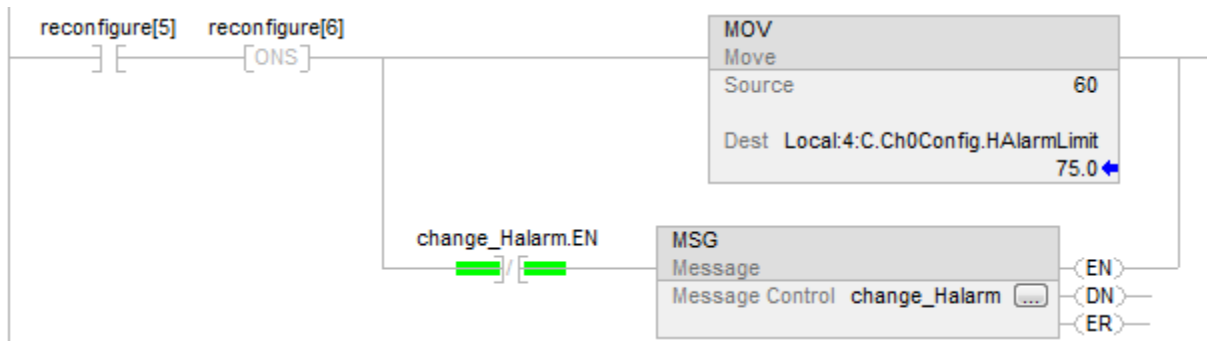 reconfigure[5] reconfigure[6]
ONS
MOV
Move
Source 60
Dest Local:4:C.Ch0Config.HAlarmLimit
75.0
change_Halarm.EN
MSG
Message
Message Control change_Halarm ...
EN
DN
ER